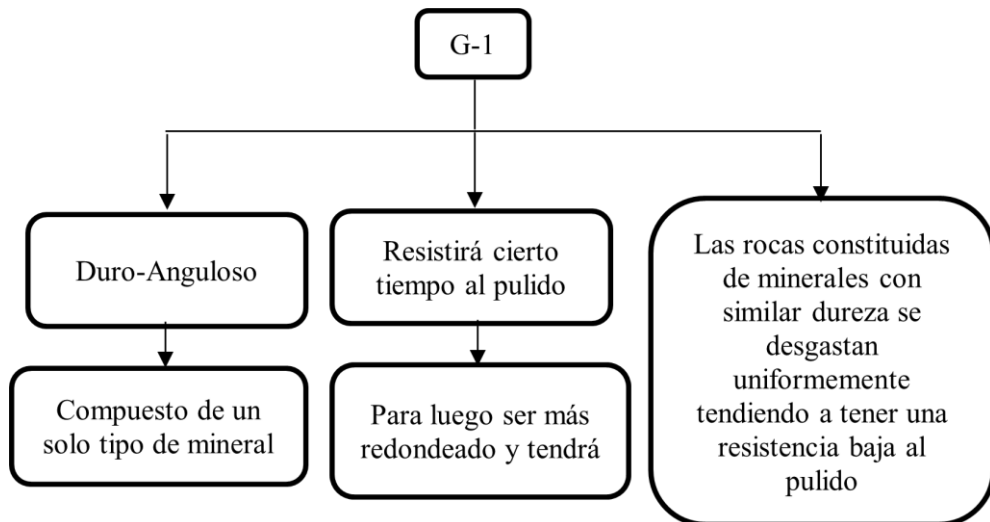 G-1
Duro-Anguloso
Compuesto de un
solo tipo de mineral
Resistirá cierto
tiempo al pulido
Para luego ser más
redondeado y tendrá
Las rocas constituidas
de minerales con
similar dureza se
desgastan
uniformemente
tendiendo a tener una
resistencia baja al
pulido